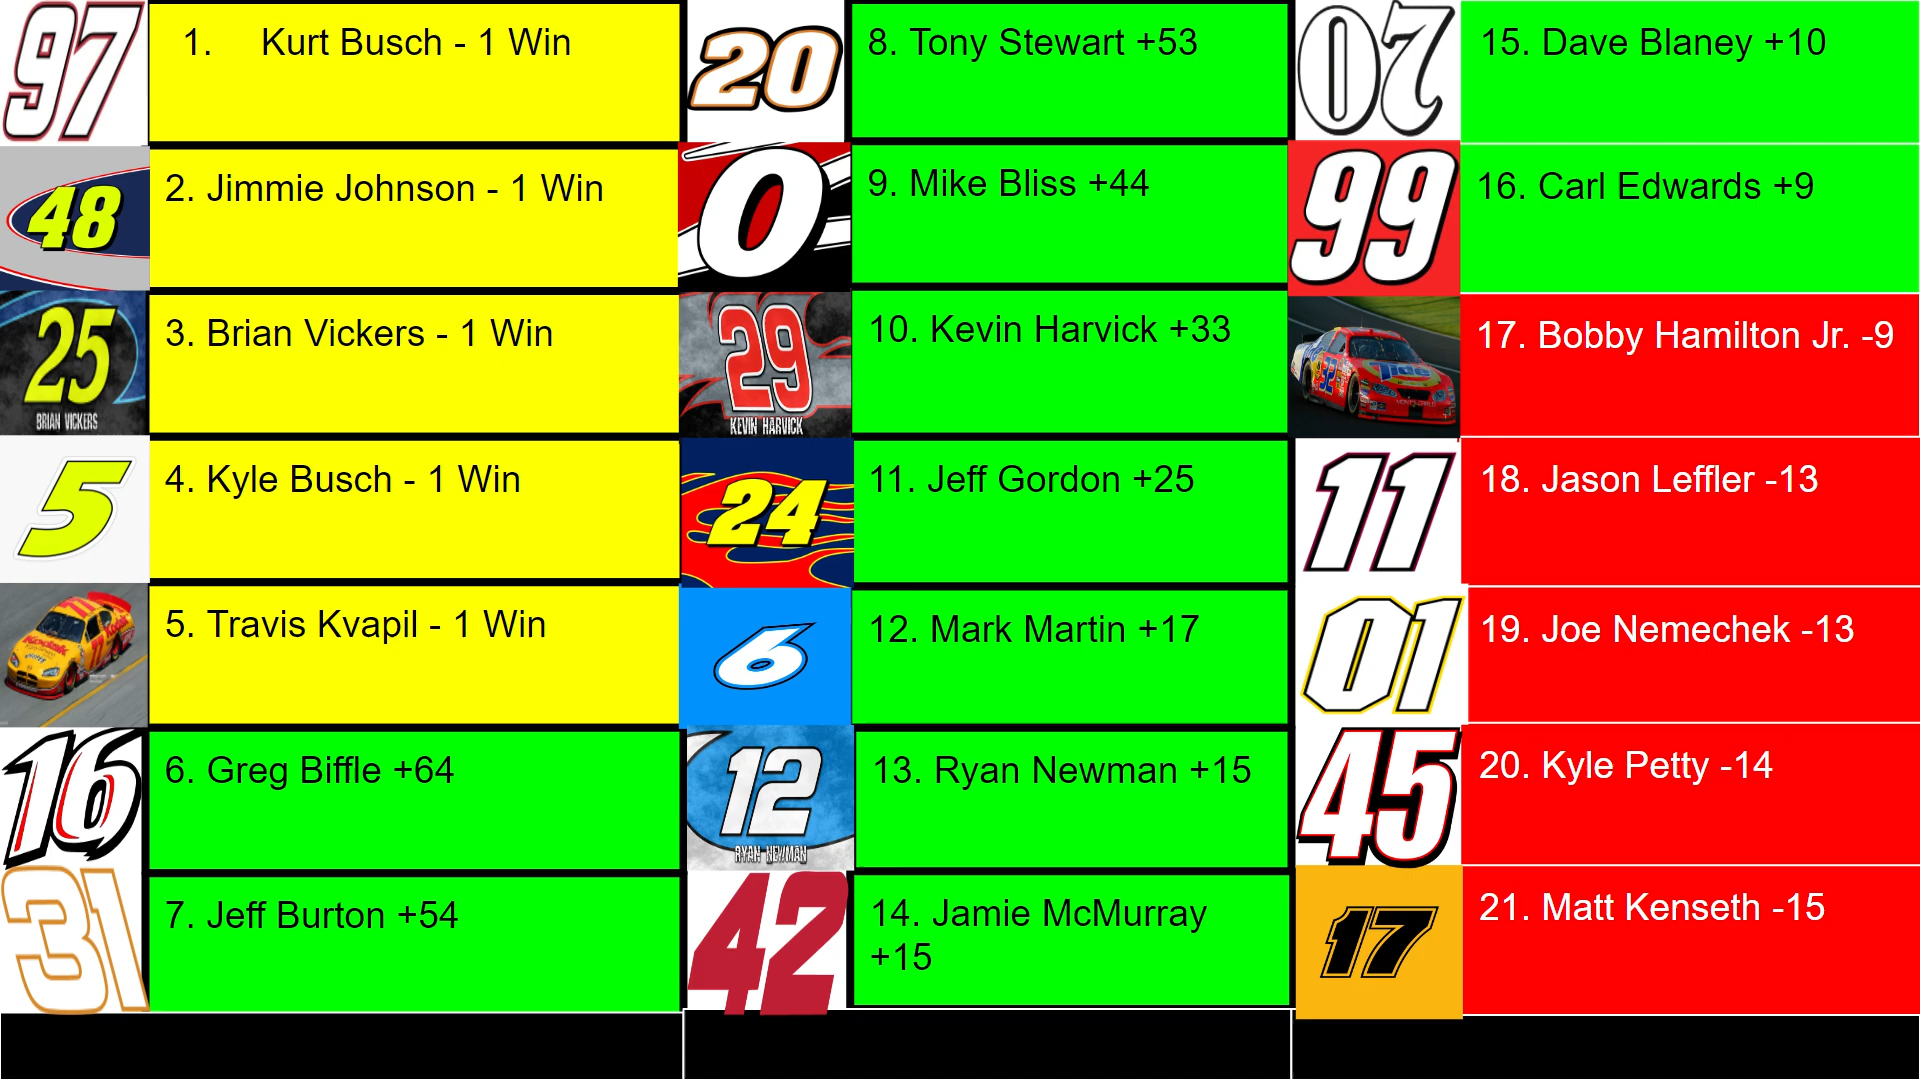 97
1. Kurt Busch - 1 Win
48
2. Jimmie Johnson - 1 Win
25
BRIAN VICKERS
3. Brian Vickers - 1 Win
5
4. Kyle Busch - 1 Win
Kodak
77
5. Travis Kvapil - 1 Win
16
6. Greg Biffle +64
31
7. Jeff Burton +54
20
8. Tony Stewart +53
0
9. Mike Bliss +44
29
KEVIN HARVICK
10. Kevin Harvick +33
24
11. Jeff Gordon +25
6
12. Mark Martin +17
12
RYAN NEWMAN
13. Ryan Newman +15
42
14. Jamie McMurray
+15
07
15. Dave Blaney +10
99
16. Carl Edwards +9
Tide
32
17. Bobby Hamilton Jr. -9
11
18. Jason Leffler -13
01
19. Joe Nemechek -13
45
20. Kyle Petty -14
17
21. Matt Kenseth -15